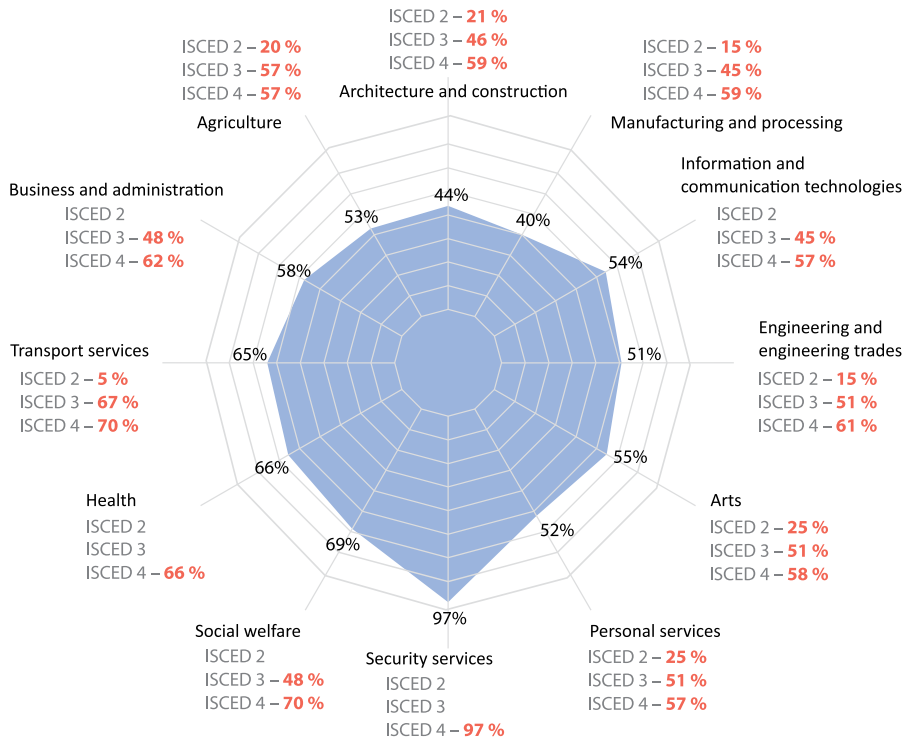 ISCED 2 – 21 %
ISCED 3 – 46 %
ISCED 4 – 59 %
Architecture and construction
44%
ISCED 2 – 15 %
ISCED 3 – 45 %
ISCED 4 – 59 %
Manufacturing and processing
40%
Information and
communication technologies
ISCED 2
ISCED 3 – 45 %
ISCED 4 – 57 %
54%
Engineering and
engineering trades
ISCED 2 – 15 %
ISCED 3 – 51 %
ISCED 4 – 61 %
51%
Arts
ISCED 2 – 25 %
ISCED 3 – 51 %
ISCED 4 – 58 %
55%
Personal services
ISCED 2 – 25 %
ISCED 3 – 51 %
ISCED 4 – 57 %
52%
97%
Security services
ISCED 2
ISCED 3
ISCED 4 – 97 %
69%
Social welfare
ISCED 2
ISCED 3 – 48 %
ISCED 4 – 70 %
66%
Health
ISCED 2
ISCED 3
ISCED 4 – 66 %
65%
Transport services
ISCED 2 – 5 %
ISCED 3 – 67 %
ISCED 4 – 70 %
58%
Business and administration
ISCED 2
ISCED 3 – 48 %
ISCED 4 – 62 %
53%
ISCED 2 – 20 %
ISCED 3 – 57 %
ISCED 4 – 57 %
Agriculture